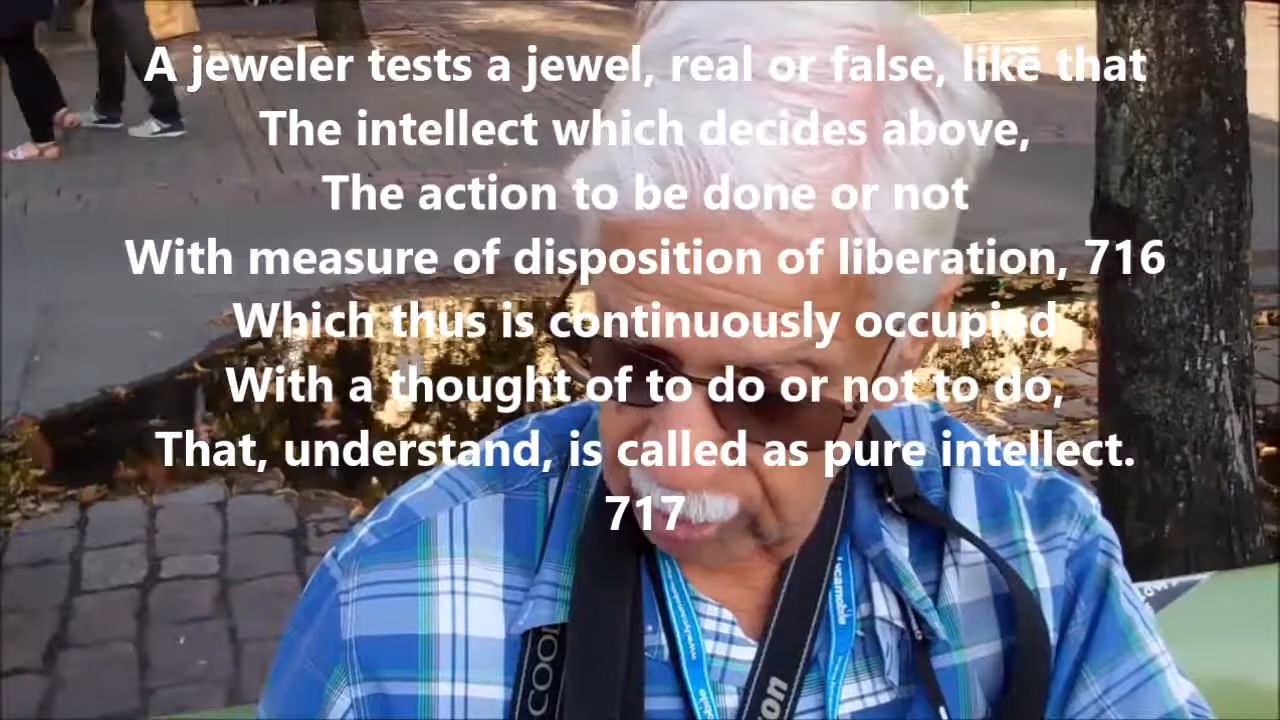 A jeweler tests a jewel, real or false, like that
The intellect which decides above,
The action to be done or not
With measure of disposition of liberation, 716
Which thus is continuously occupied
With a thought of to do or not to do,
That, understand, is called as pure intellect.
717
COOL